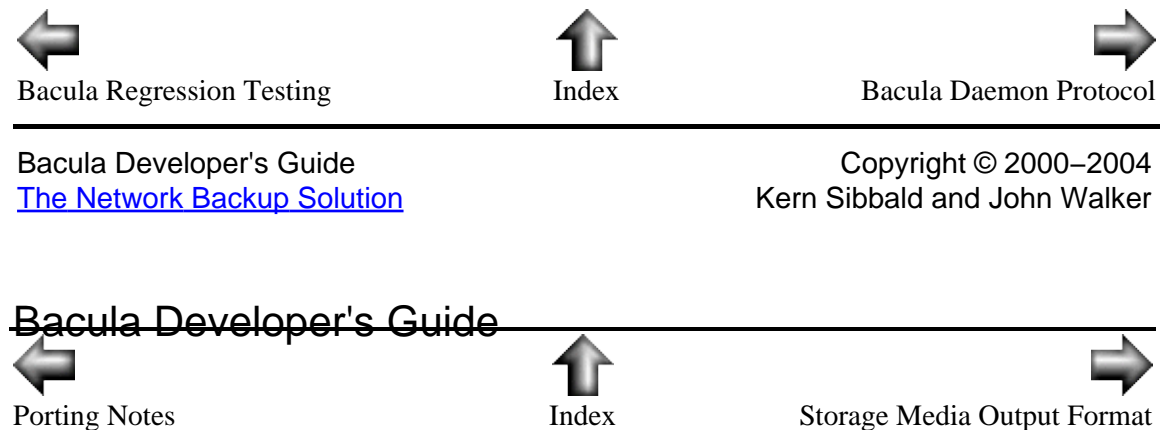 Bacula Regression Testing Index Bacula Daemon Protocol
Bacula Developer's Guide Copyright © 2000–2004
The Network Backup Solution Kern Sibbald and John Walker
Bacula Developer's Guide
Porting Notes Index Storage Media Output Format